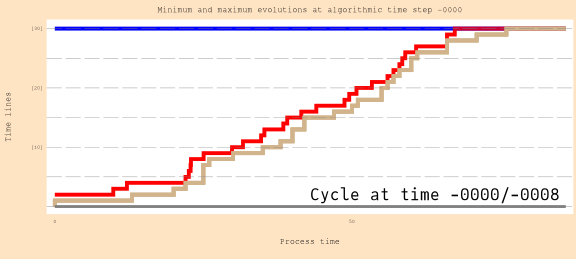 Minimum and maximum evolutions at algorithmic time step -0000
[30]
[20]
[10]
Time lines
Cycle at time -0000/-0008
0 50
Process time